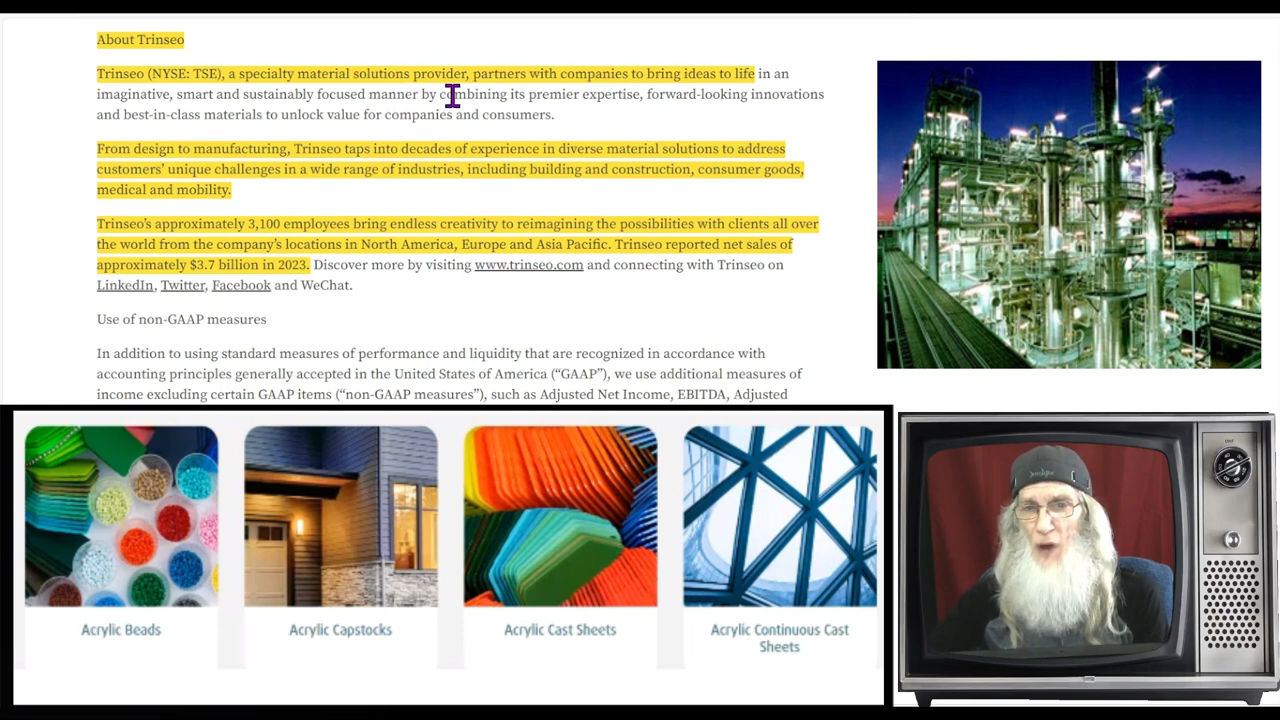 About Trinseo
Trinseo (NYSE: TSE), a specialty material solutions provider, partners with companies to bring ideas to life in an
imaginative, smart and sustainably focused manner by combining its premier expertise, forward-looking innovations
and best-in-class materials to unlock value for companies and consumers.
From design to manufacturing, Trinseo taps into decades of experience in diverse material solutions to address
customers’ unique challenges in a wide range of industries, including building and construction, consumer goods,
medical and mobility.
Trinseo’s approximately 3,100 employees bring endless creativity to reimagining the possibilities with clients all over
the world from the company’s locations in North America, Europe and Asia Pacific. Trinseo reported net sales of
approximately $3.7 billion in 2023. Discover more by visiting www.trinseo.com and connecting with Trinseo on
LinkedIn, Twitter, Facebook and WeChat.
Use of non-GAAP measures
In addition to using standard measures of performance and liquidity that are recognized in accordance with
accounting principles generally accepted in the United States of America (“GAAP”), we use additional measures of
income excluding certain GAAP items (“non-GAAP measures”), such as Adjusted Net Income, EBITDA, Adjusted
Acrylic Beads
Acrylic Capstocks
Acrylic Cast Sheets
Acrylic Continuous Cast
Sheets